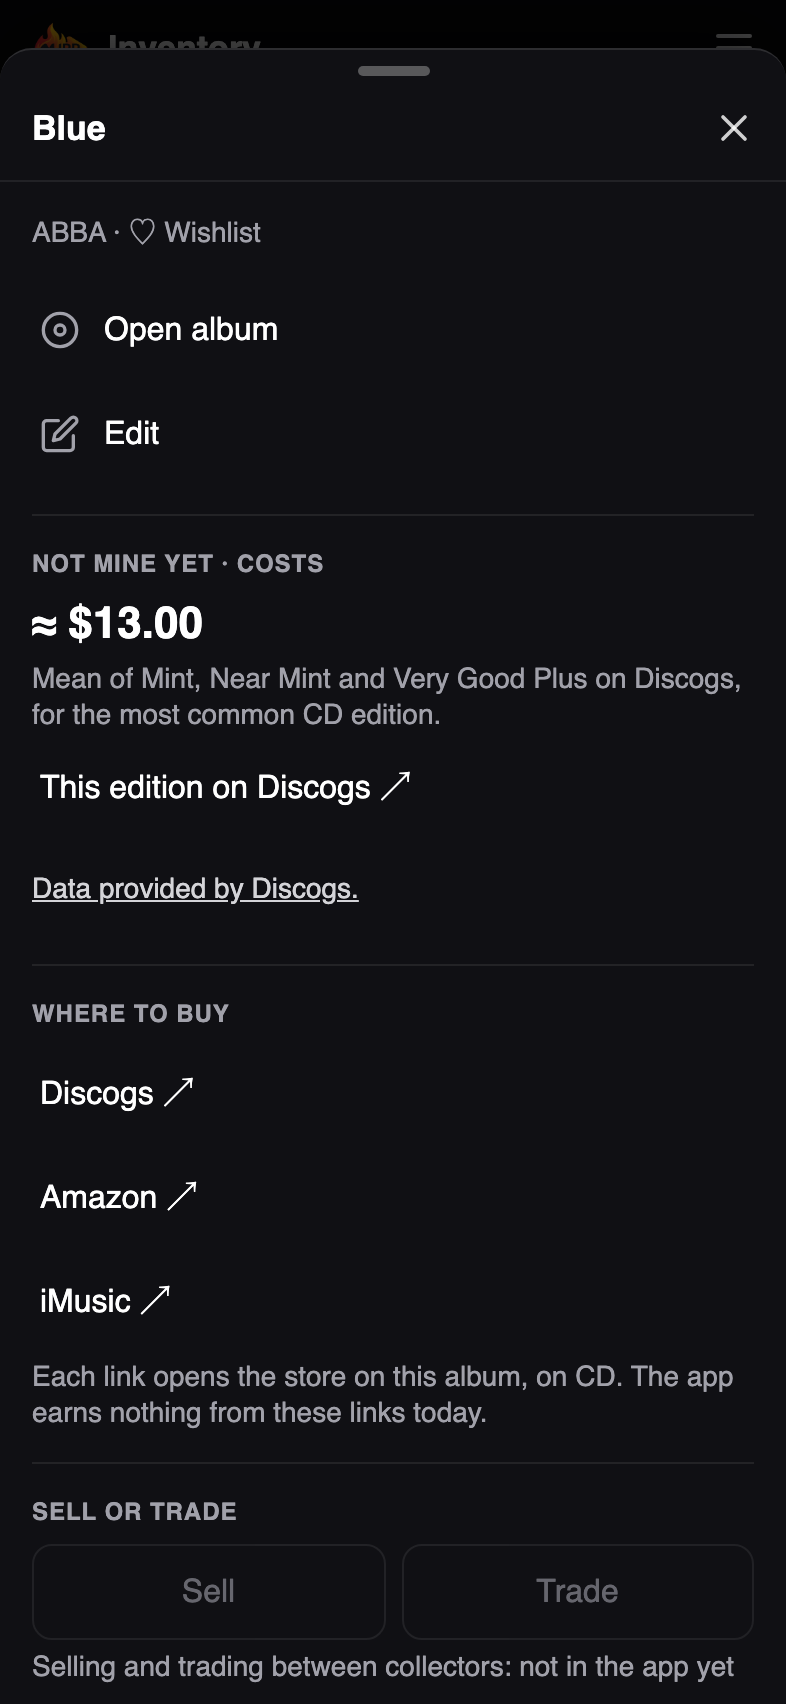 Inventory
Blue
ABBA · ♡ Wishlist
Open album
Edit
NOT MINE YET · COSTS
≈ $13.00
Mean of Mint, Near Mint and Very Good Plus on Discogs,
for the most common CD edition.
This edition on Discogs ↗
Data provided by Discogs.
WHERE TO BUY
Discogs ↗
Amazon ↗
iMusic ↗
Each link opens the store on this album, on CD. The app
earns nothing from these links today.
SELL OR TRADE
Sell
Trade
Selling and trading between collectors: not in the app yet